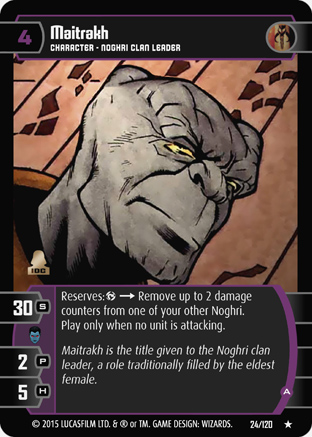 4 Maitrakh
CHARACTER - NOGHRI CLAN LEADER
IDC
30 S
Reserves: → Remove up to 2 damage
counters from one of your other Noghri.
Play only when no unit is attacking.
2 P
Maitrakh is the title given to the Noghri clan
leader, a role traditionally filled by the eldest
female.
5 H
A
© 2015 LUCASFILM LTD. & ® or TM. GAME DESIGN: WIZARDS. 24/120 ★